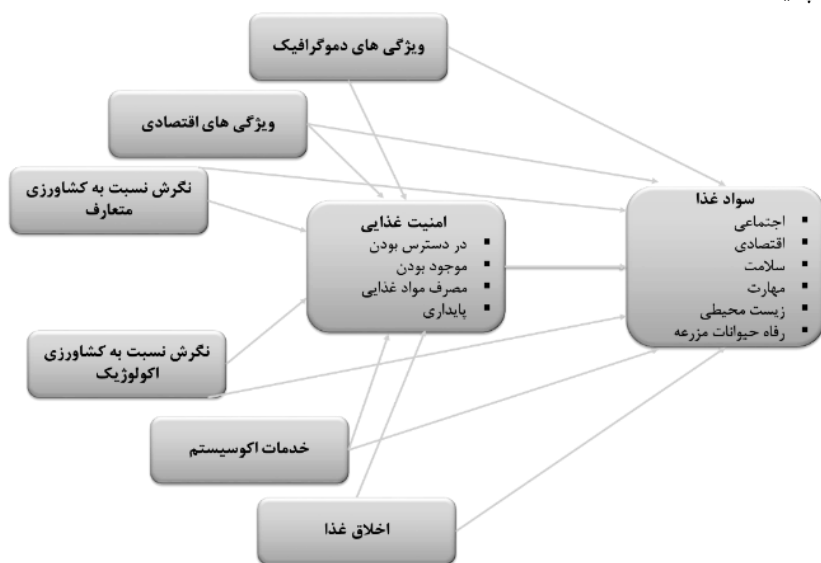 ویژگی های دموگرافیک
ویژگی های اقتصادی
نگرش نسبت به کشاورزی
متعارف
امنیت غذایی
▪ در دسترس بودن
▪ موجود بودن
▪ مصرف مواد غذایی
▪ پایداری
سواد غذا
▪ اجتماعی
▪ اقتصادی
▪ سلامت
▪ مهارت
▪ زیست محیطی
▪ رفاه حیوانات مزرعه
نگرش نسبت به کشاورزی
اکولوژیک
خدمات اکوسیستم
اخلاق غذا